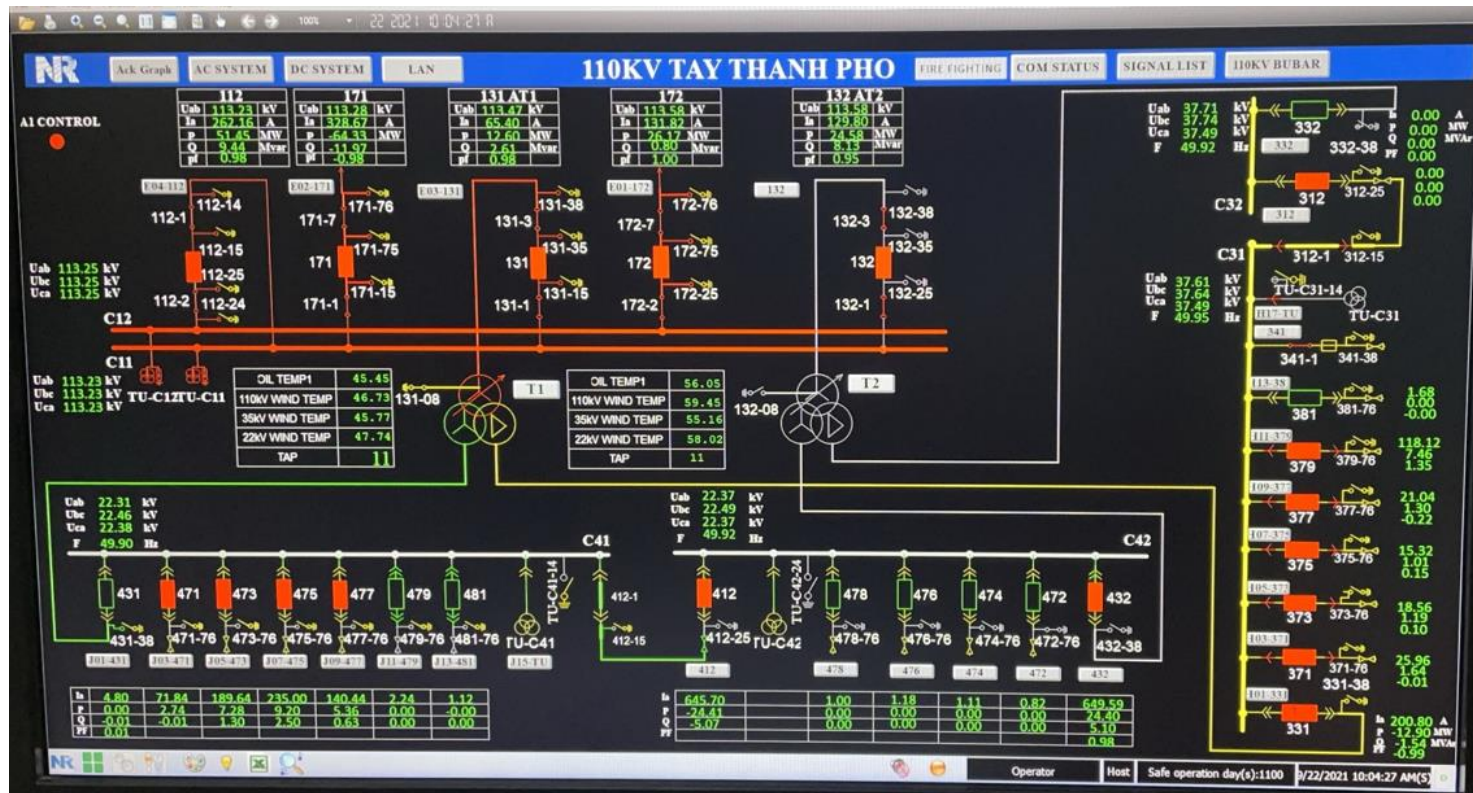 100%
22 2021 10:04:27 A
NR
Ack Graph
AC SYSTEM
DC SYSTEM
LAN
110KV TAY THANH PHO
FIRE FIGHTING
COM STATUS
SIGNAL LIST
110KV BUBAR
A1 CONTROL
112
Uab 113.23 kV
Ia 262.16 A
P 51.45 MW
Q 9.44 Mvar
pf 0.98
171
Uab 113.28 kV
Ia 328.67 A
P -64.33 MW
Q -11.97
pf -0.98
131 AT1
Uab 113.47 kV
Ia 65.40 A
P 12.60 MW
Q 2.61 Mvar
pf 0.98
172
Uab 113.58 kV
Ia 131.82 A
P 26.17 MW
Q 0.80 Mvar
pf 1.00
132 AT2
Uab 113.58 kV
Ia 129.80 A
P 24.58 MW
Q 8.13 Mvar
pf 0.95
E04-112
112-14
112-1
112-15
112-25
112-2
112-24
E02-171
171-76
171-7
171-75
171
171-15
171-1
E03-131
131-38
131-3
131-35
131
131-15
131-1
E01-172
172-76
172-7
172-75
172
172-25
172-2
132
132-38
132-3
132-35
132
132-25
132-1
Uab 113.25 kV
Ubc 113.25 kV
Uca 113.25 kV
C12
C11
Uab 113.23 kV
Ubc 113.23 kV
Uca 113.23 kV
TU-C12
TU-C11
OIL TEMP1 45.45
110kV WIND TEMP 46.73
35kV WIND TEMP 45.77
22kV WIND TEMP 47.74
TAP 11
131-08
T1
OIL TEMP1 56.05
110kV WIND TEMP 59.45
35kV WIND TEMP 55.16
22kV WIND TEMP 58.02
TAP 11
132-08
T2
Uab 37.71 kV
Ubc 37.74 kV
Uca 37.49 kV
F 49.92 Hz
332
332
332-38
Ia 0.00 A
P 0.00 MW
Q 0.00 MVAr
PF 0.00
C32
312
312-25
312
0.00
0.00
0.00
C31
312-1
312-15
Uab 37.61 kV
Ubc 37.64 kV
Uca 37.49 kV
F 49.95 Hz
TU-C31-14
H17-TU
TU-C31
341
341-1
341-38
381
381-76
1.68
0.00
-0.00
379
379-76
118.12
7.46
1.35
377
377-76
21.04
1.30
-0.22
375
375-76
15.32
1.01
0.15
373
373-76
18.56
1.19
0.10
371
371-76
25.96
1.64
-0.01
331-38
331
Ia 200.80 A
P -12.90 MW
Q -1.54 MVAr
PF -0.99
Uab 22.31 kV
Ubc 22.46 kV
Uca 22.38 kV
F 49.90 Hz
C41
431
471
473
475
477
479
481
TU-C41-14
412-1
431-38
471-76
473-76
475-76
477-76
479-76
481-76
TU-C41
412-15
J01-431
J03-471
J05-473
J07-475
J09-477
J11-479
J13-481
J15-TU
Ia 4.80 71.84 189.64 235.00 140.44 2.24 1.12
P 0.00 2.74 7.28 9.20 5.36 0.00 -0.00
Q -0.01 -0.01 1.30 2.50 0.63 0.00 0.00
PF 0.01
Uab 22.37 kV
Ubc 22.49 kV
Uca 22.37 kV
F 49.92 Hz
C42
412
TU-C42-24
478
476
474
472
432
412-25
TU-C42
478-76
476-76
474-76
472-76
432-38
412
478
476
474
472
432
Ia 645.70 1.00 1.18 1.11 0.82 649.59
P -24.41 0.00 0.00 0.00 0.00 24.40
Q -5.07 0.00 0.00 0.00 0.00 5.10
PF 0.98
NR
Operator
Host
Safe operation day(s):1100
9/22/2021 10:04:27 AM(S)